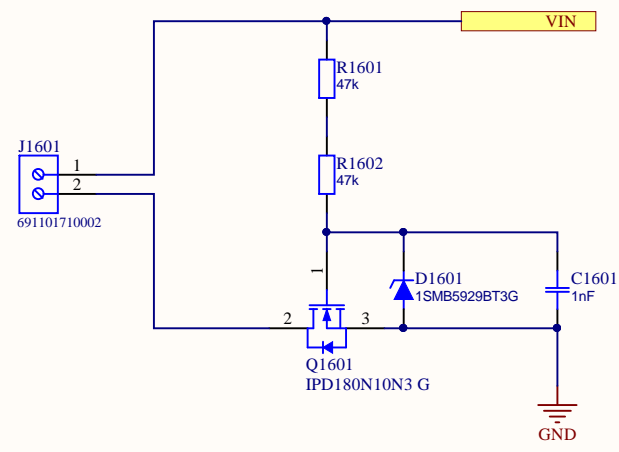 VIN
R1601
47k
J1601
1
2
691101710002
R1602
47k
1
D1601
1SMB5929BT3G
C1601
1nF
2
3
Q1601
IPD180N10N3 G
GND